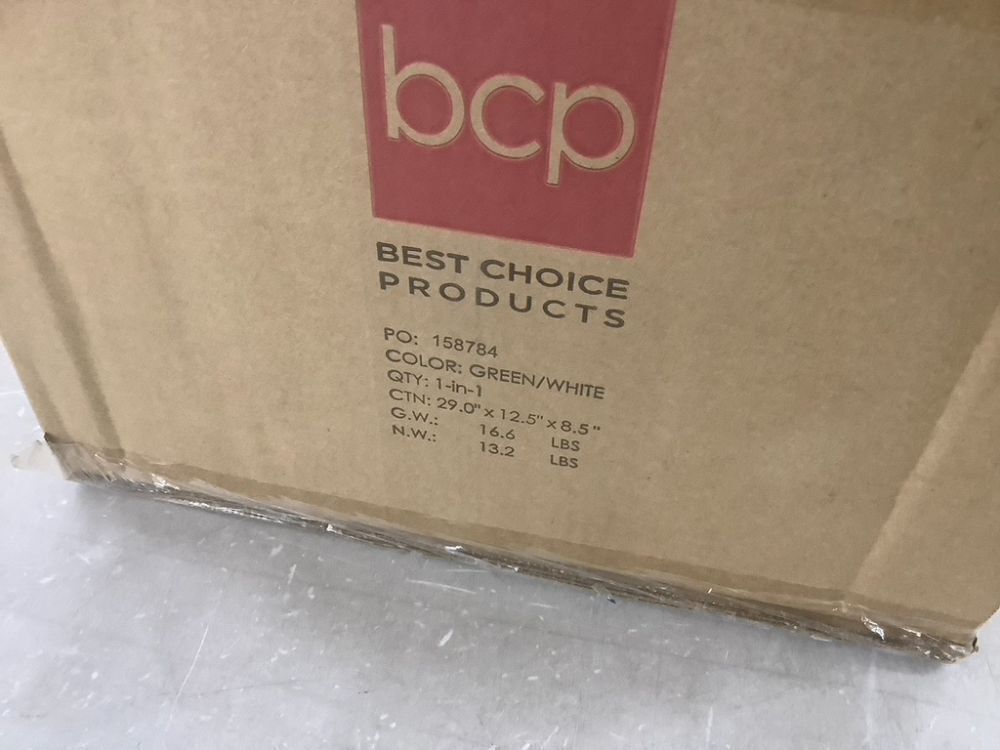 bcp
BEST CHOICE
PRODUCTS
PO: 158784
COLOR: GREEN/WHITE
QTY: 1-in-1
CTN: 29.0" x 12.5" x 8.5"
G.W.: 16.6 LBS
N.W.: 13.2 LBS